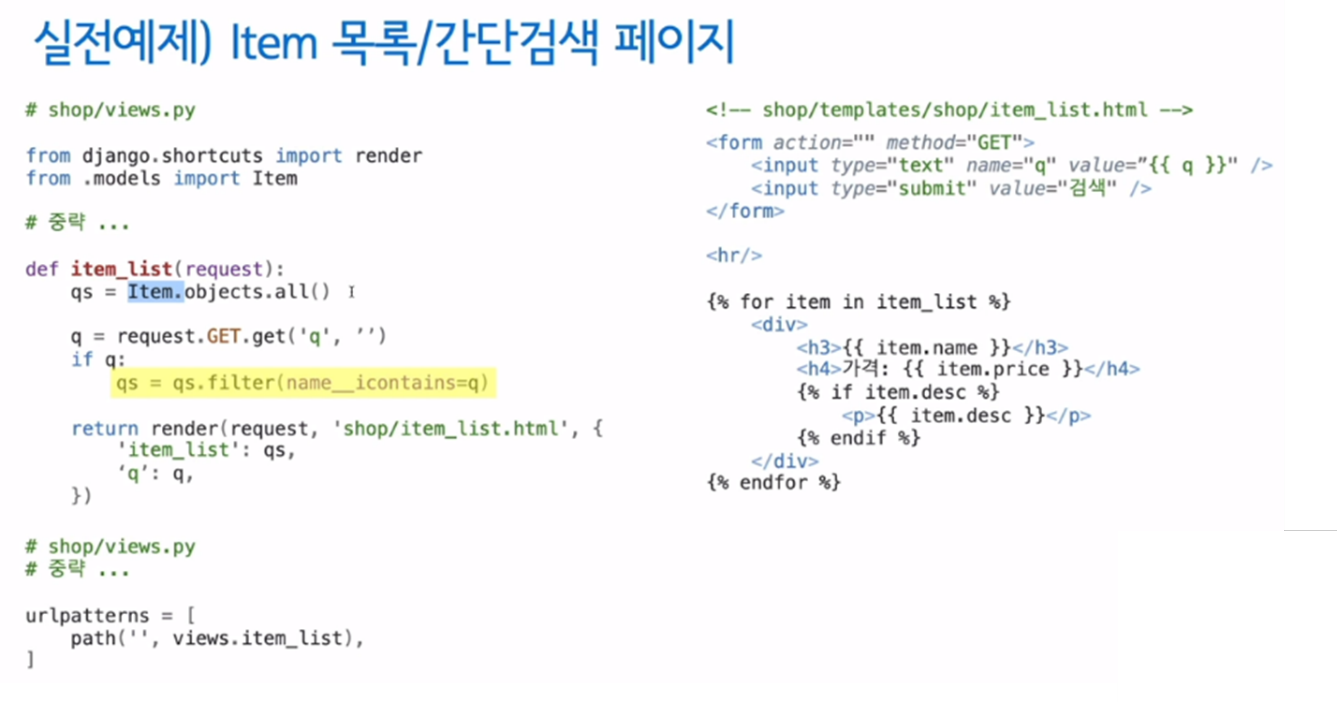 실전예제) Item 목록/간단검색 페이지
# shop/views.py
from django.shortcuts import render
from .models import Item
# 중략 ...
def item_list(request):
    qs = Item.objects.all()
    q = request.GET.get('q', ’’)
    if q:
        qs = qs.filter(name__icontains=q)
    return render(request, 'shop/item_list.html', {
        'item_list': qs,
        ‘q’: q,
    })
# shop/views.py
# 중략 ...
urlpatterns = [
    path('', views.item_list),
]
<!-- shop/templates/shop/item_list.html -->
<form action="" method="GET">
    <input type="text" name="q" value=”{{ q }}" />
    <input type="submit" value="검색" />
</form>
<hr/>
{% for item in item_list %}
    <div>
        <h3>{{ item.name }}</h3>
        <h4>가격: {{ item.price }}</h4>
        {% if item.desc %}
            <p>{{ item.desc }}</p>
        {% endif %}
    </div>
{% endfor %}